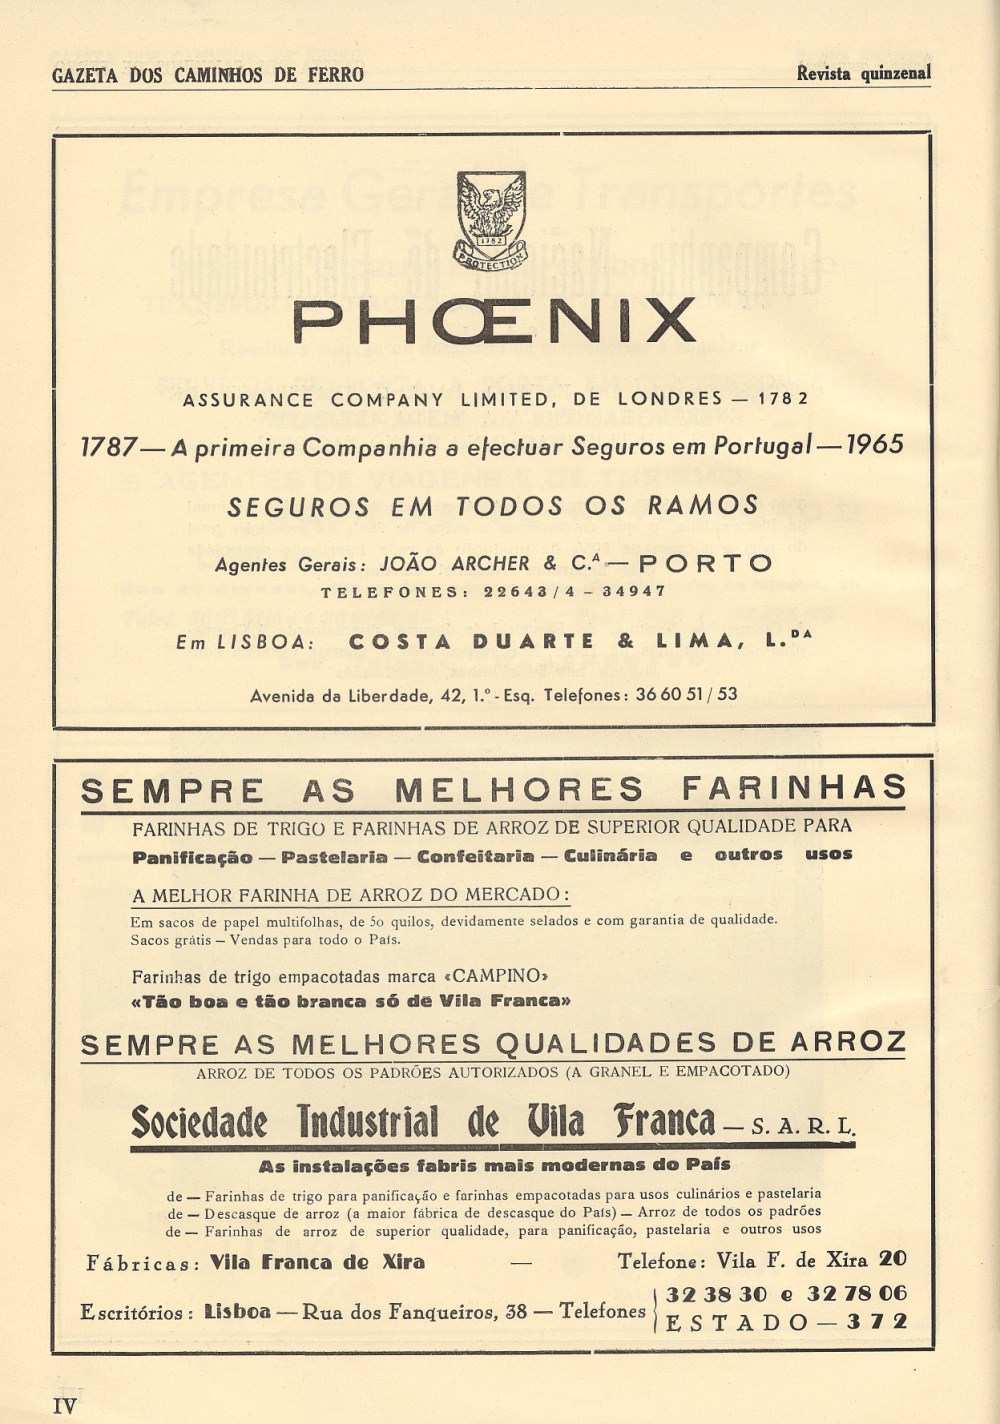 GAZETA DOS CAMINHOS DE FERRO
Revista quinzenal
1782
PROTECTION
PHŒNIX
ASSURANCE COMPANY LIMITED, DE LONDRES — 1782
1787 — A primeira Companhia a efectuar Seguros em Portugal — 1965
SEGUROS EM TODOS OS RAMOS
Agentes Gerais: JOÃO ARCHER & C.ᴬ — PORTO
TELEFONES: 22643/4 – 34947
Em LISBOA: COSTA DUARTE & LIMA, L.ᴰᴬ
Avenida da Liberdade, 42, 1.º - Esq. Telefones: 36 60 51 / 53
SEMPRE AS MELHORES FARINHAS
FARINHAS DE TRIGO E FARINHAS DE ARROZ DE SUPERIOR QUALIDADE PARA
Panificação — Pastelaria — Confeitaria — Culinária e outros usos
A MELHOR FARINHA DE ARROZ DO MERCADO:
Em sacos de papel multifolhas, de 50 quilos, devidamente selados e com garantia de qualidade.
Sacos grátis — Vendas para todo o País.
Farinhas de trigo empacotadas marca «CAMPINO»
«Tão boa e tão branca só de Vila Franca»
SEMPRE AS MELHORES QUALIDADES DE ARROZ
ARROZ DE TODOS OS PADRÕES AUTORIZADOS (A GRANEL E EMPACOTADO)
Sociedade Industrial de Vila Franca — S. A. R. L.
As instalações fabris mais modernas do País
de — Farinhas de trigo para panificação e farinhas empacotadas para usos culinários e pastelaria
de — Descasque de arroz (a maior fábrica de descasque do País) — Arroz de todos os padrões
de — Farinhas de arroz de superior qualidade, para panificação, pastelaria e outros usos
Fábricas: Vila Franca de Xira — Telefone: Vila F. de Xira 20
Escritórios: Lisboa — Rua dos Fanqueiros, 38 — Telefones
32 38 30 e 32 78 06
ESTADO — 372
IV